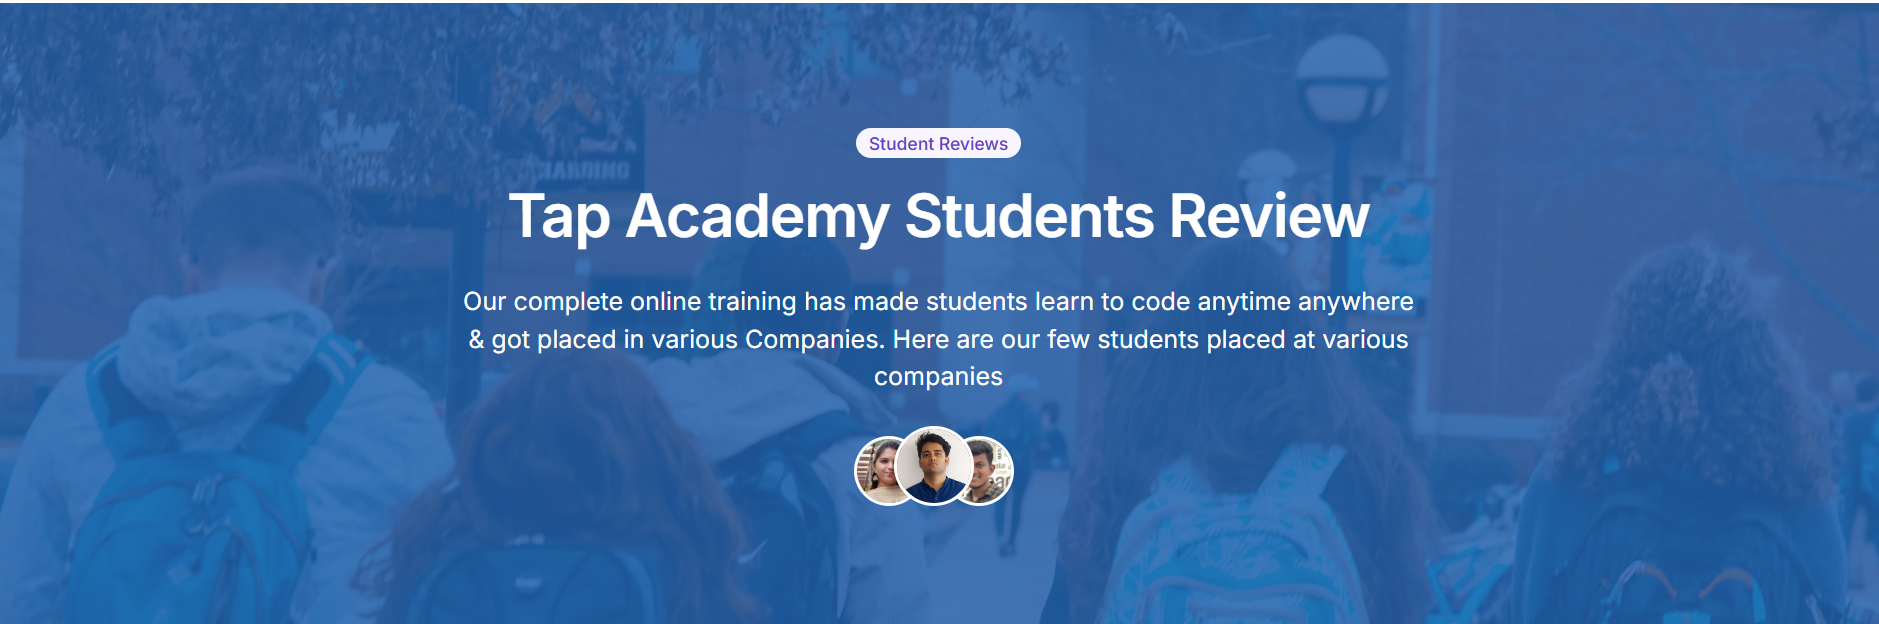 Student Reviews
Tap Academy Students Review
Our complete online training has made students learn to code anytime anywhere
& got placed in various Companies. Here are our few students placed at various
companies